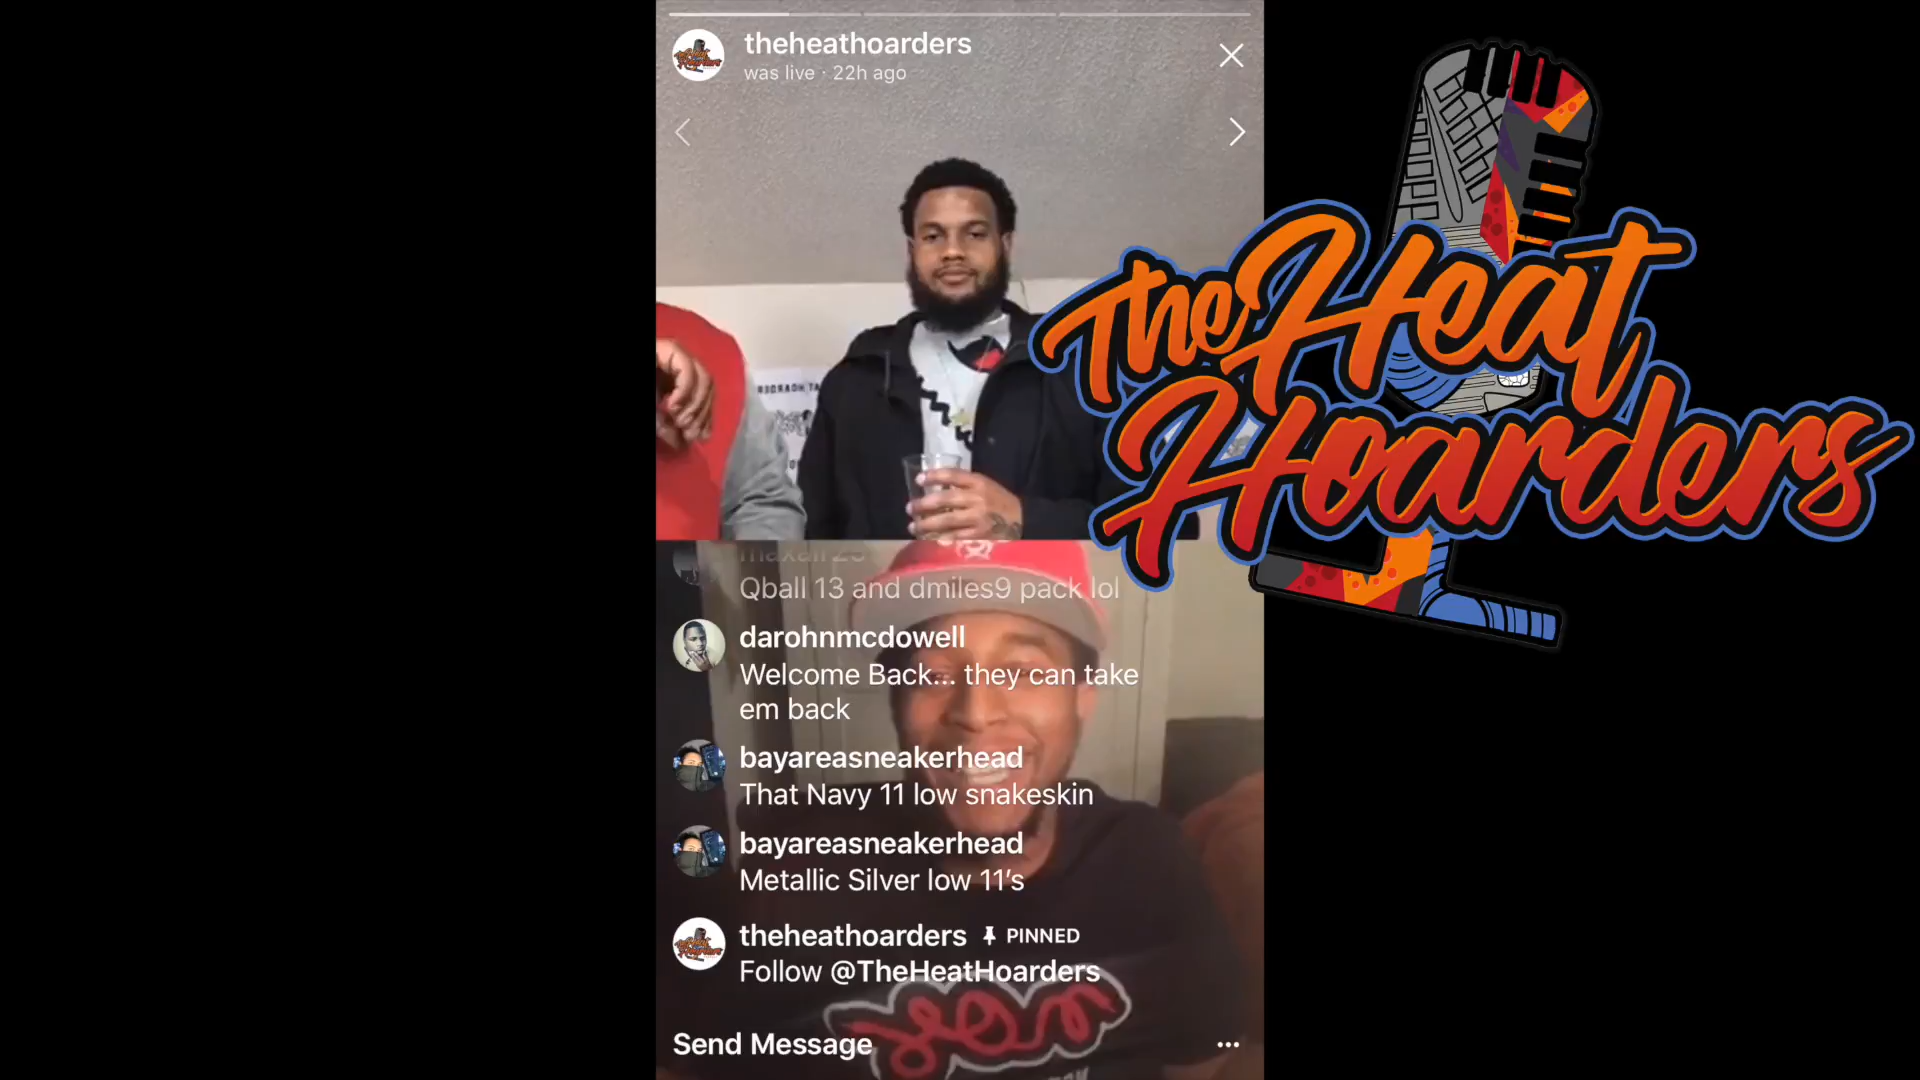 theheathoarders
was live · 22h ago
The Heat
Hoarders
Qball 13 and dmiles9 pack lol
darohnmcdowell
Welcome Back... they can take
em back
bayareasneakerhead
That Navy 11 low snakeskin
bayareasneakerhead
Metallic Silver low 11's
theheathoarders PINNED
Follow @TheHeatHoarders
Send Message
...